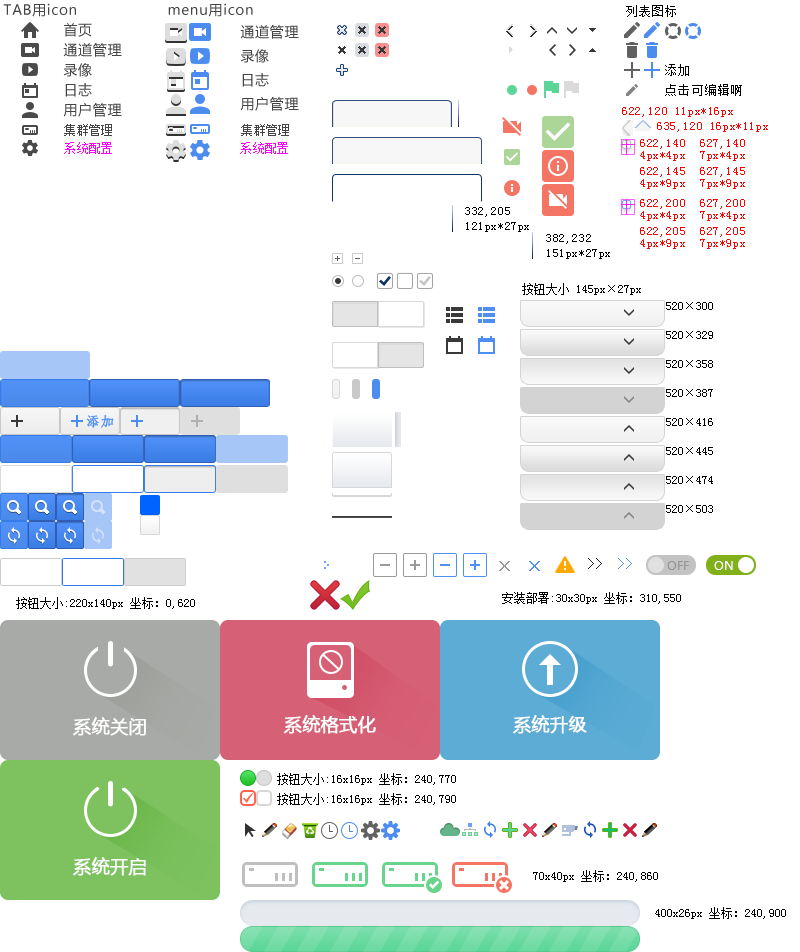 TAB用icon
首页
通道管理
录像
日志
用户管理
集群管理
系统配置
menu用icon
通道管理
录像
日志
用户管理
集群管理
系统配置
列表图标
添加
点击可编辑啊
622,120 11px*16px
635,120 16px*11px
622,140 627,140
4px*4px 7px*4px
622,145 627,145
4px*9px 7px*9px
622,200 627,200
4px*4px 7px*4px
622,205 627,205
4px*9px 7px*9px
332,205
121px*27px
382,232
151px*27px
按钮大小 145px×27px
520×300
520×329
520×358
520×387
520×416
520×445
520×474
520×503
添加
OFF
ON
按钮大小:220x140px 坐标: 0,620
安装部署:30x30px 坐标: 310,550
系统关闭
系统格式化
系统升级
系统开启
按钮大小:16x16px 坐标: 240,770
按钮大小:16x16px 坐标: 240,790
70x40px 坐标: 240,860
400x26px 坐标: 240,900